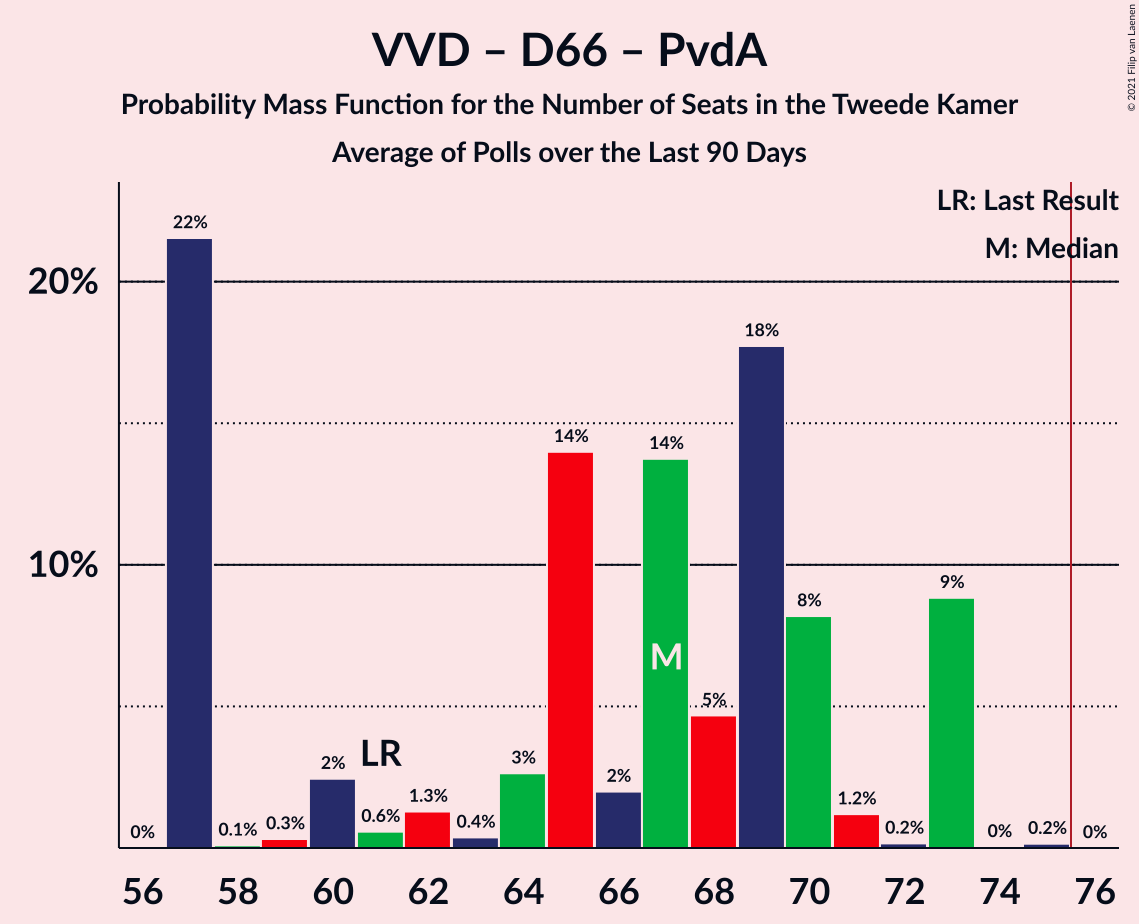 VVD – D66 – PvdA
Probability Mass Function for the Number of Seats in the Tweede Kamer
Average of Polls over the Last 90 Days
© 2021 Filip van Laenen
LR: Last Result
M: Median
20%
10%
0%
22%
0.1%
0.3%
2%
0.6%
1.3%
0.4%
3%
14%
2%
14%
5%
18%
8%
1.2%
0.2%
9%
0%
0.2%
0%
LR
M
56 58 60 62 64 66 68 70 72 74 76